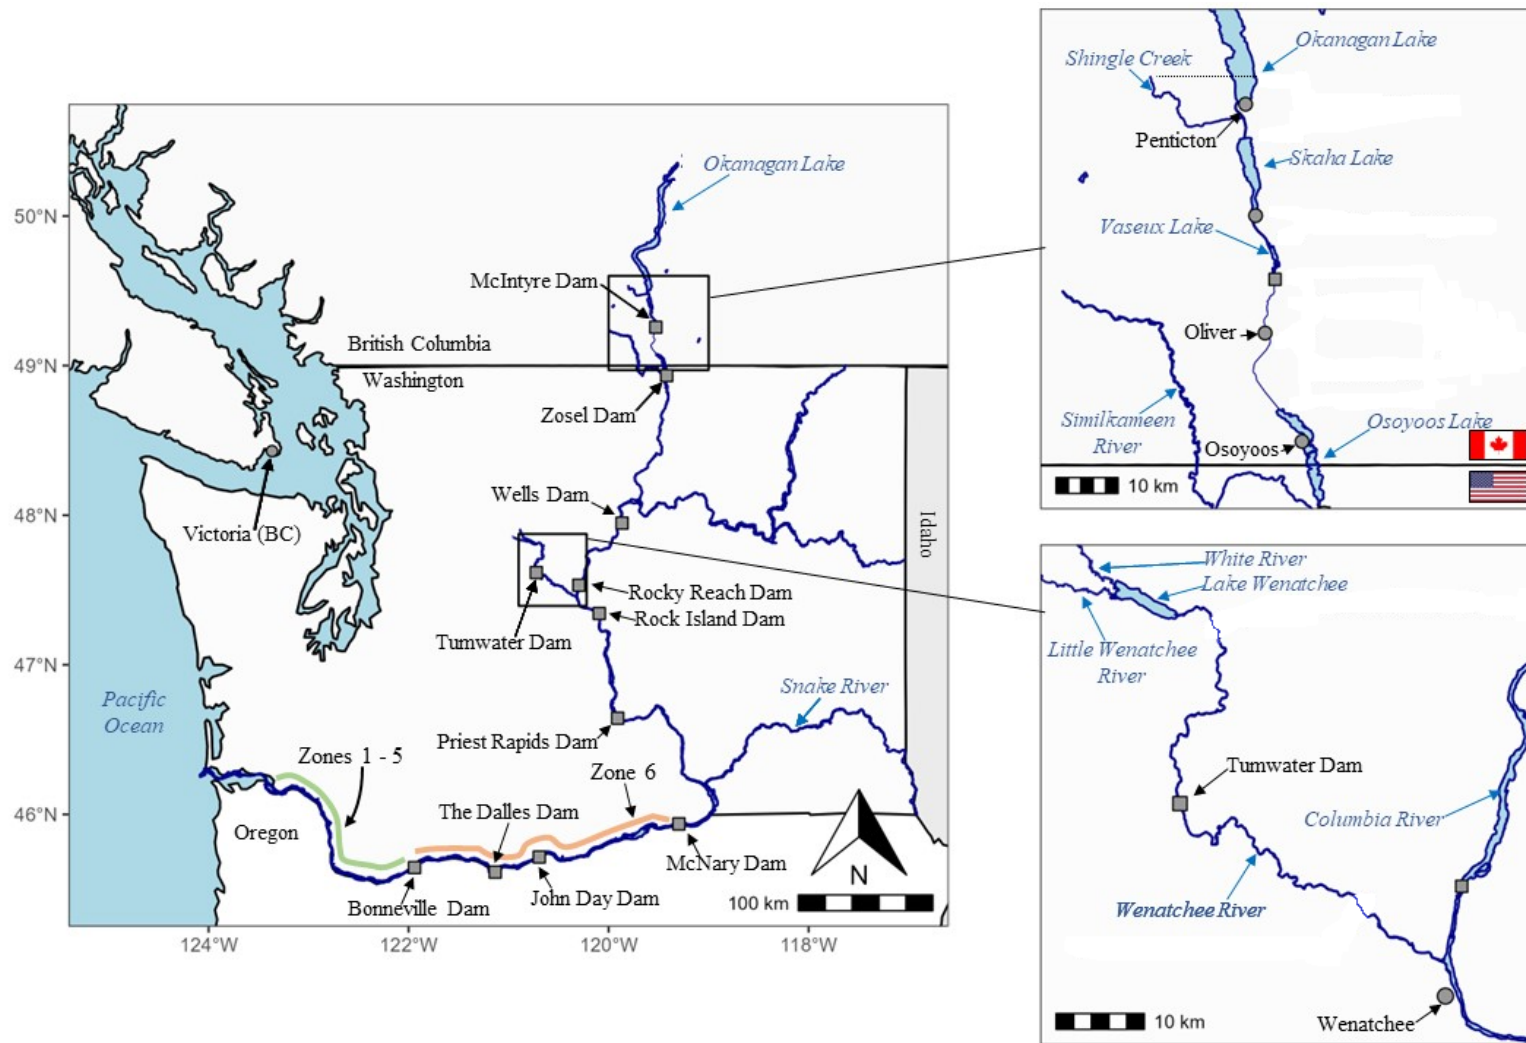 Okanagan Lake
50°N
McIntyre Dam
British Columbia
49°N
Washington
Zosel Dam
Wells Dam
48°N
Victoria (BC)
Idaho
Rocky Reach Dam
Rock Island Dam
Tumwater Dam
47°N
Pacific
Ocean
Snake River
Priest Rapids Dam
Zones 1 - 5
Zone 6
46°N
The Dalles Dam
Oregon
McNary Dam
N
John Day Dam
Bonneville Dam
100 km
124°W
122°W
120°W
118°W
Okanagan Lake
Shingle Creek
Penticton
Skaha Lake
Vaseux Lake
Oliver
Similkameen
River
Osoyoos Lake
Osoyoos
10 km
White River
Lake Wenatchee
Little Wenatchee
River
Tumwater Dam
Columbia River
Wenatchee River
10 km
Wenatchee